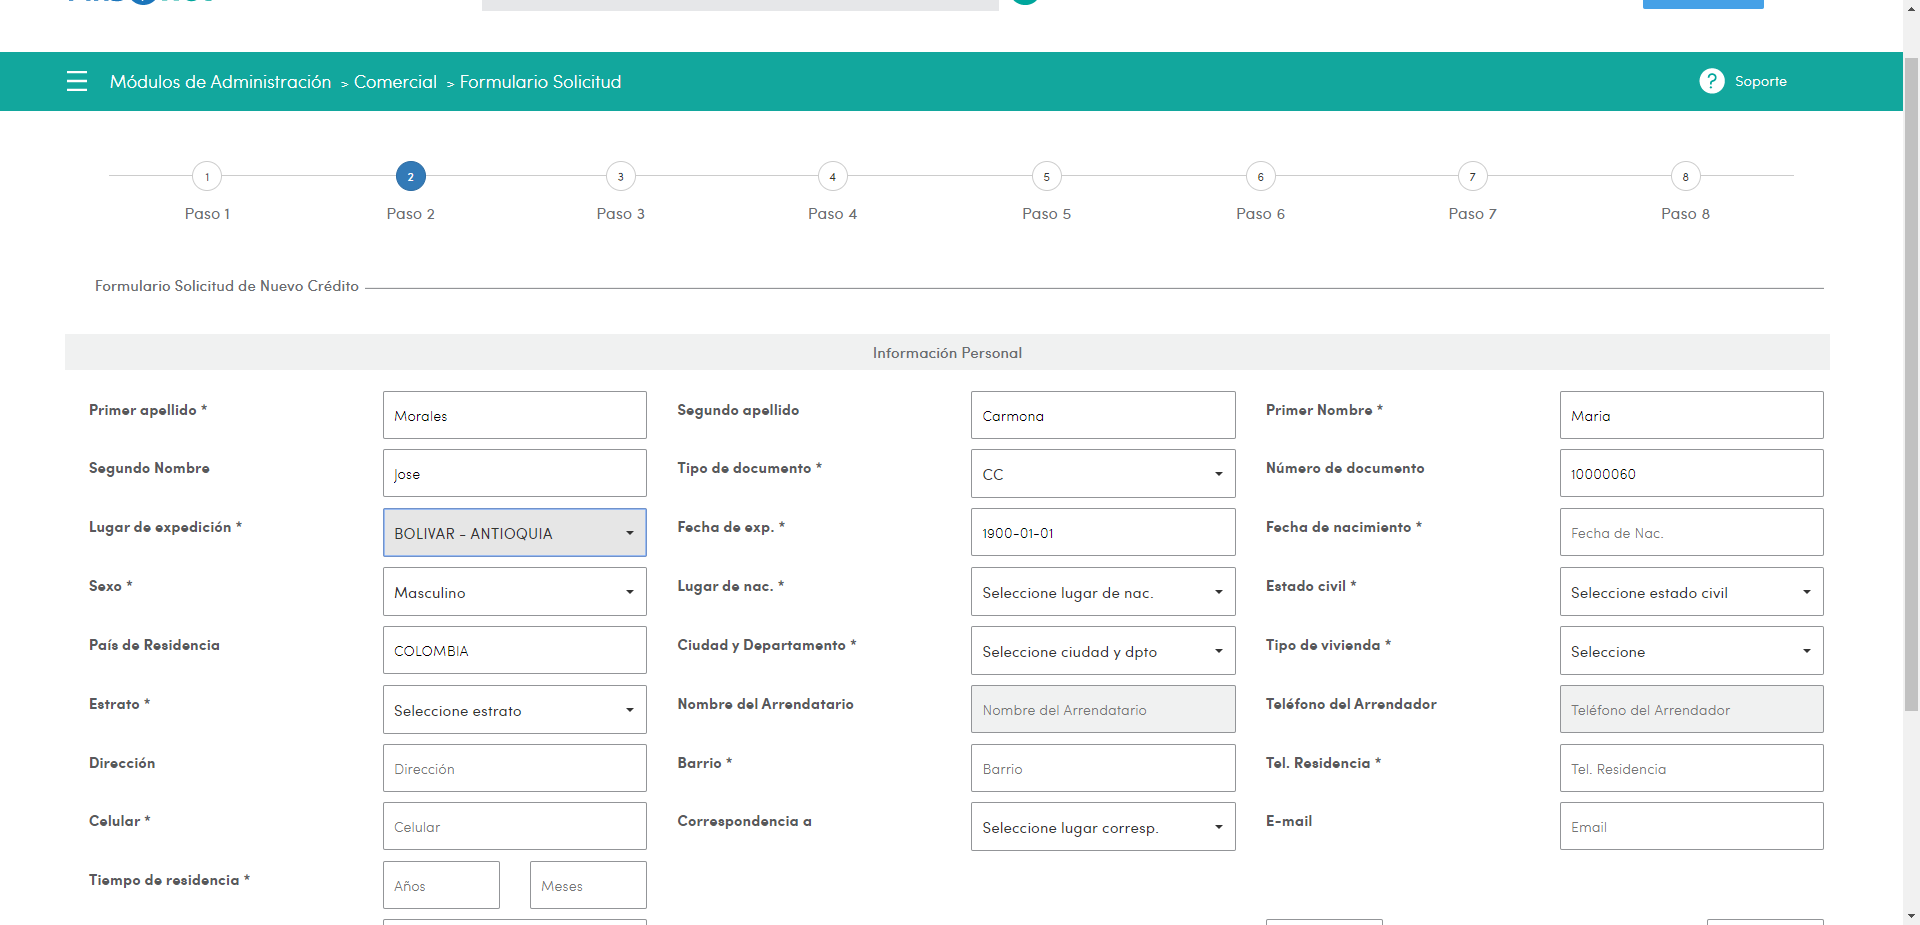 Módulos de Administración > Comercial > Formulario Solicitud
? Soporte
1 2 3 4 5 6 7 8
Paso 1 Paso 2 Paso 3 Paso 4 Paso 5 Paso 6 Paso 7 Paso 8
Formulario Solicitud de Nuevo Crédito
Información Personal
Primer apellido * Morales Segundo apellido Carmona Primer Nombre * Maria
Segundo Nombre Jose Tipo de documento * CC Número de documento 10000060
Lugar de expedición * BOLIVAR - ANTIOQUIA Fecha de exp. * 1900-01-01 Fecha de nacimiento * Fecha de Nac.
Sexo * Masculino Lugar de nac. * Seleccione lugar de nac. Estado civil * Seleccione estado civil
País de Residencia COLOMBIA Ciudad y Departamento * Seleccione ciudad y dpto Tipo de vivienda * Seleccione
Estrato * Seleccione estrato Nombre del Arrendatario Nombre del Arrendatario Teléfono del Arrendador Teléfono del Arrendador
Dirección Dirección Barrio * Barrio Tel. Residencia * Tel. Residencia
Celular * Celular Correspondencia a Seleccione lugar corresp. E-mail Email
Tiempo de residencia * Años Meses